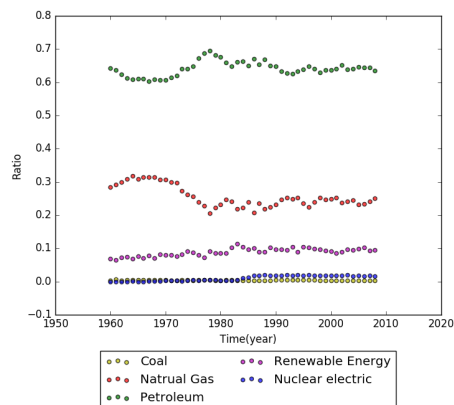 0.8
0.7
0.6
0.5
0.4
0.3
0.2
0.1
0.0
−0.1
Ratio
1950 1960 1970 1980 1990 2000 2010 2020
Time(year)
Coal Renewable Energy
Natrual Gas Nuclear electric
Petroleum